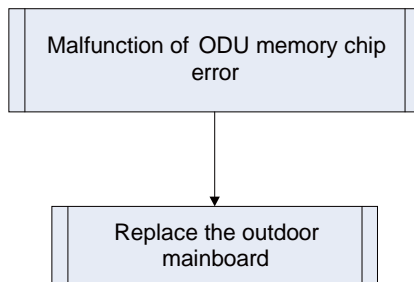 Malfunction of ODU memory chip
error
Replace the outdoor
mainboard